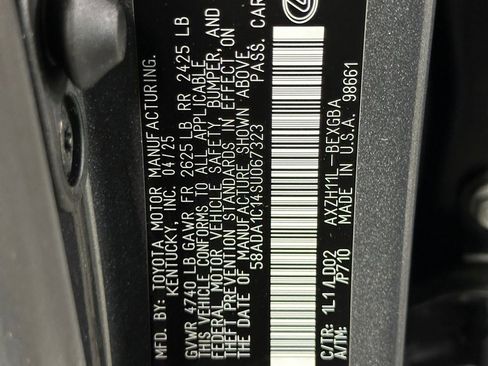 MFD. BY: TOYOTA MOTOR MANUFACTURING.
KENTUCKY, INC. 04/25
GVWR 4740 LB GAWR FR 2625 LB RR 2425 LB
THIS VEHICLE CONFORMS TO ALL APPLICABLE
FEDERAL MOTOR VEHICLE SAFETY, BUMPER, AND
THEFT PREVENTION STANDARDS IN EFFECT ON
THE DATE OF MANUFACTURE SHOWN ABOVE.
58ADA1C14SU067323 PASS. CAR
C/TR: 1L1/LD02 AXZH11L-BEXGBA
A/TM: /P710 MADE IN U.S.A. 98661